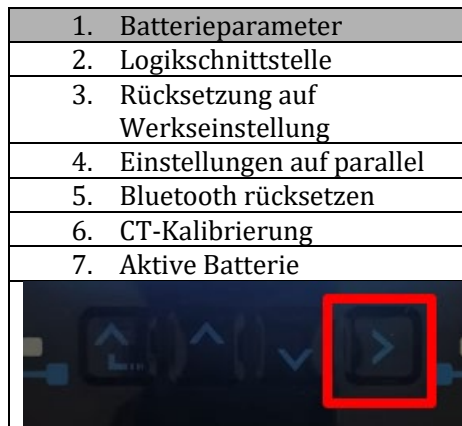 1. Batterieparameter
2. Logikschnittstelle
3. Rücksetzung auf
Werkseinstellung
4. Einstellungen auf parallel
5. Bluetooth rücksetzen
6. CT-Kalibrierung
7. Aktive Batterie